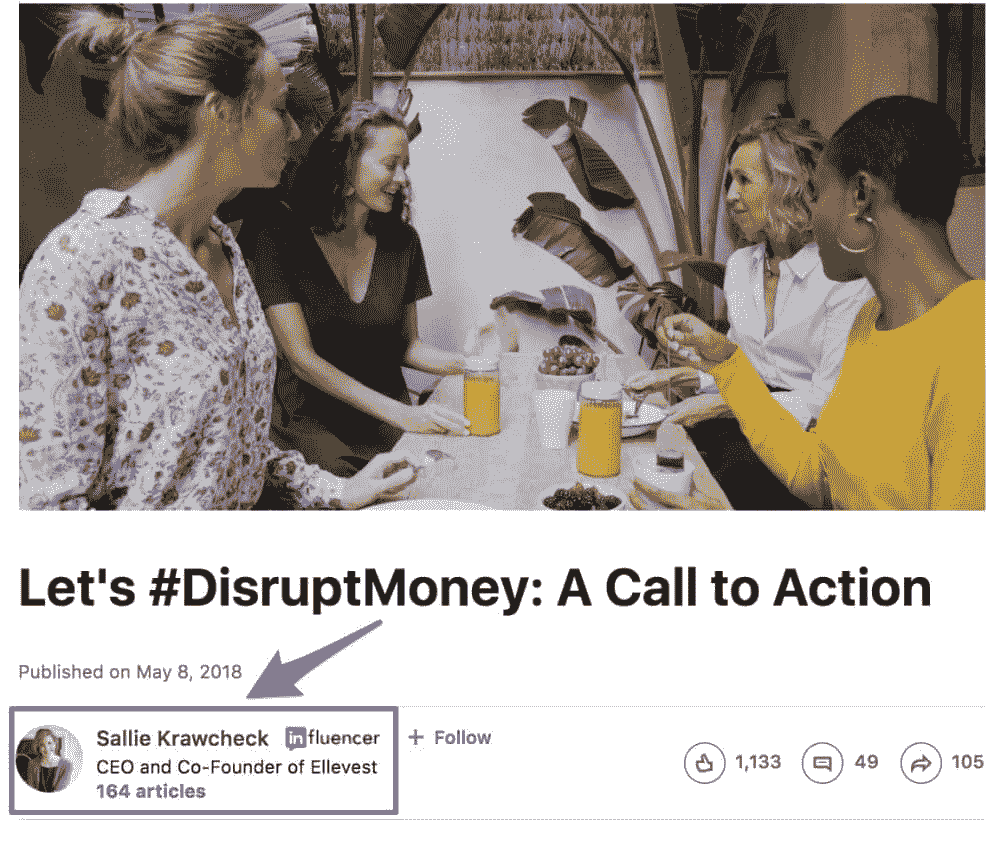 Let's #DisruptMoney: A Call to Action
Published on May 8, 2018
Sallie Krawcheck influencer + Follow
CEO and Co-Founder of Ellevest
164 articles
1,133 49 105